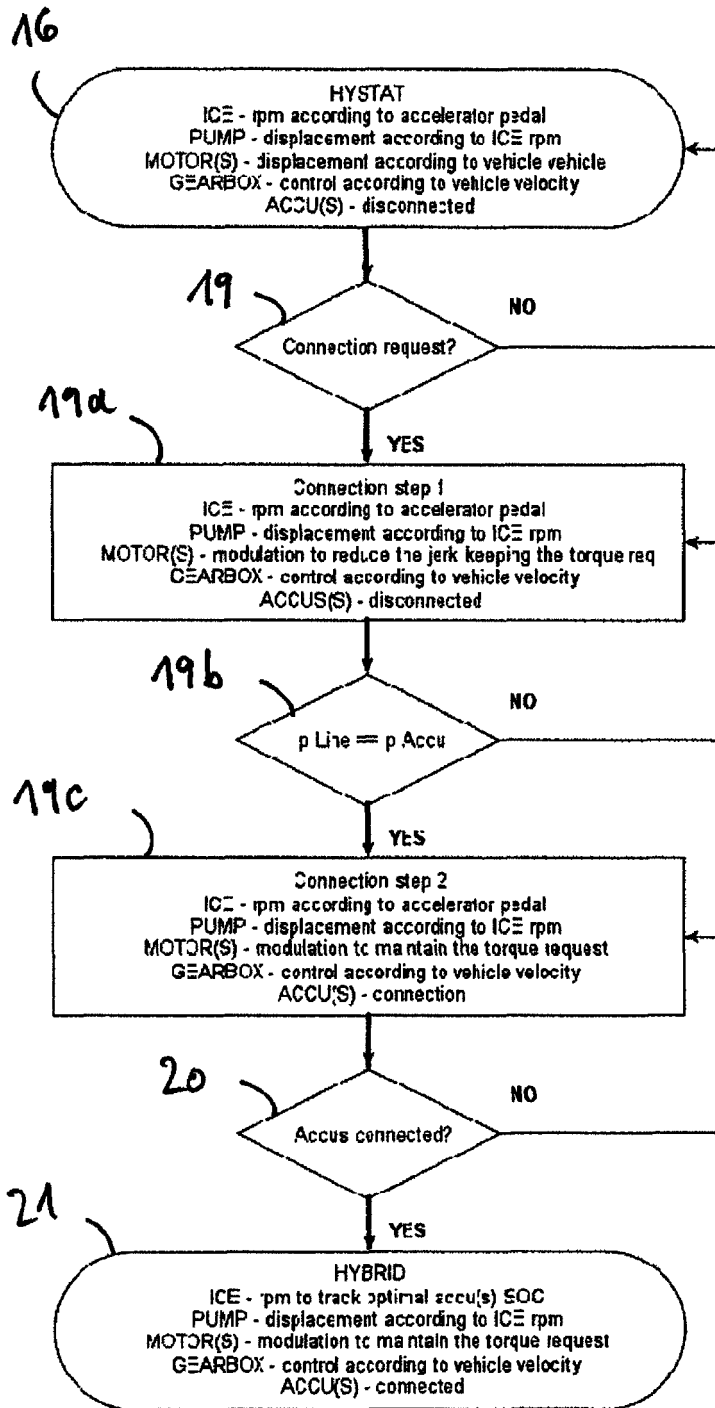 16
HYSTAT
ICE - rpm according to accelerator pedal
PUMP - displacement according to ICE rpm
MOTOR(S) - displacement according to vehicle vehicle
GEARBOX - control according to vehicle velocity
ACCU(S) - disconnected
19
NO
Connection request?
19a
YES
Connection step 1
ICE - rpm according to accelerator pedal
PUMP - displacement according to ICE rpm
MOTOR(S) - modulation to reduce the jerk keeping the torque req
GEARBOX - control according to vehicle velocity
ACCUS(S) - disconnected
19b
NO
p Line == p Accu
19c
YES
Connection step 2
ICE - rpm according to accelerator pedal
PUMP - displacement according to ICE rpm
MOTOR(S) - modulation to maintain the torque request
GEARBOX - control according to vehicle velocity
ACCU(S) - connection
20
NO
Accus connected?
21
YES
HYBRID
ICE - rpm to track optimal accu(s) SOC
PUMP - displacement according to ICE rpm
MOTOR(S) - modulation to maintain the torque request
GEARBOX - control according to vehicle velocity
ACCU(S) - connected